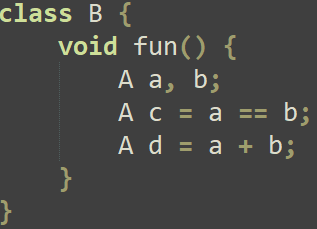 class B {
    void fun() {
        A a, b;
        A c = a == b;
        A d = a + b;
    }
}